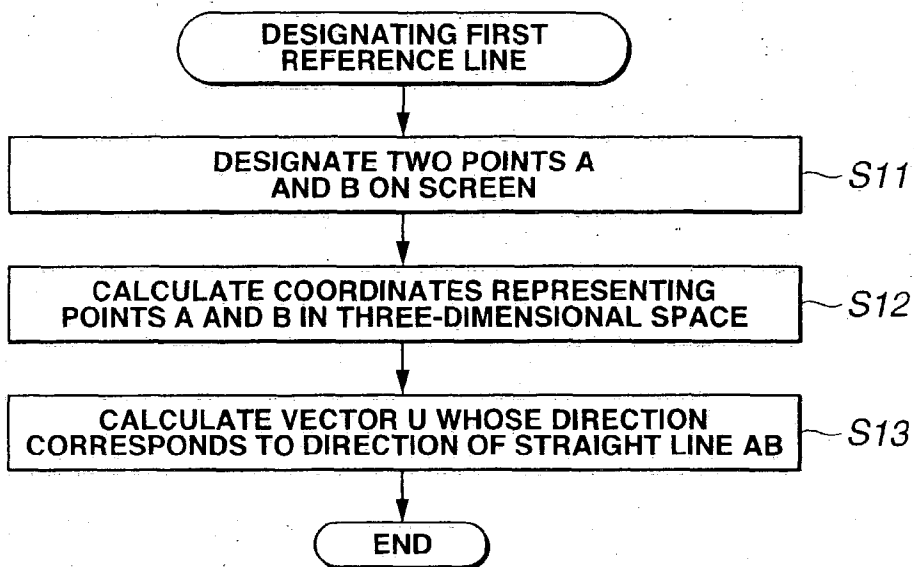 DESIGNATING FIRST
REFERENCE LINE
DESIGNATE TWO POINTS A
AND B ON SCREEN
S11
CALCULATE COORDINATES REPRESENTING
POINTS A AND B IN THREE-DIMENSIONAL SPACE
S12
CALCULATE VECTOR U WHOSE DIRECTION
CORRESPONDS TO DIRECTION OF STRAIGHT LINE AB
S13
END